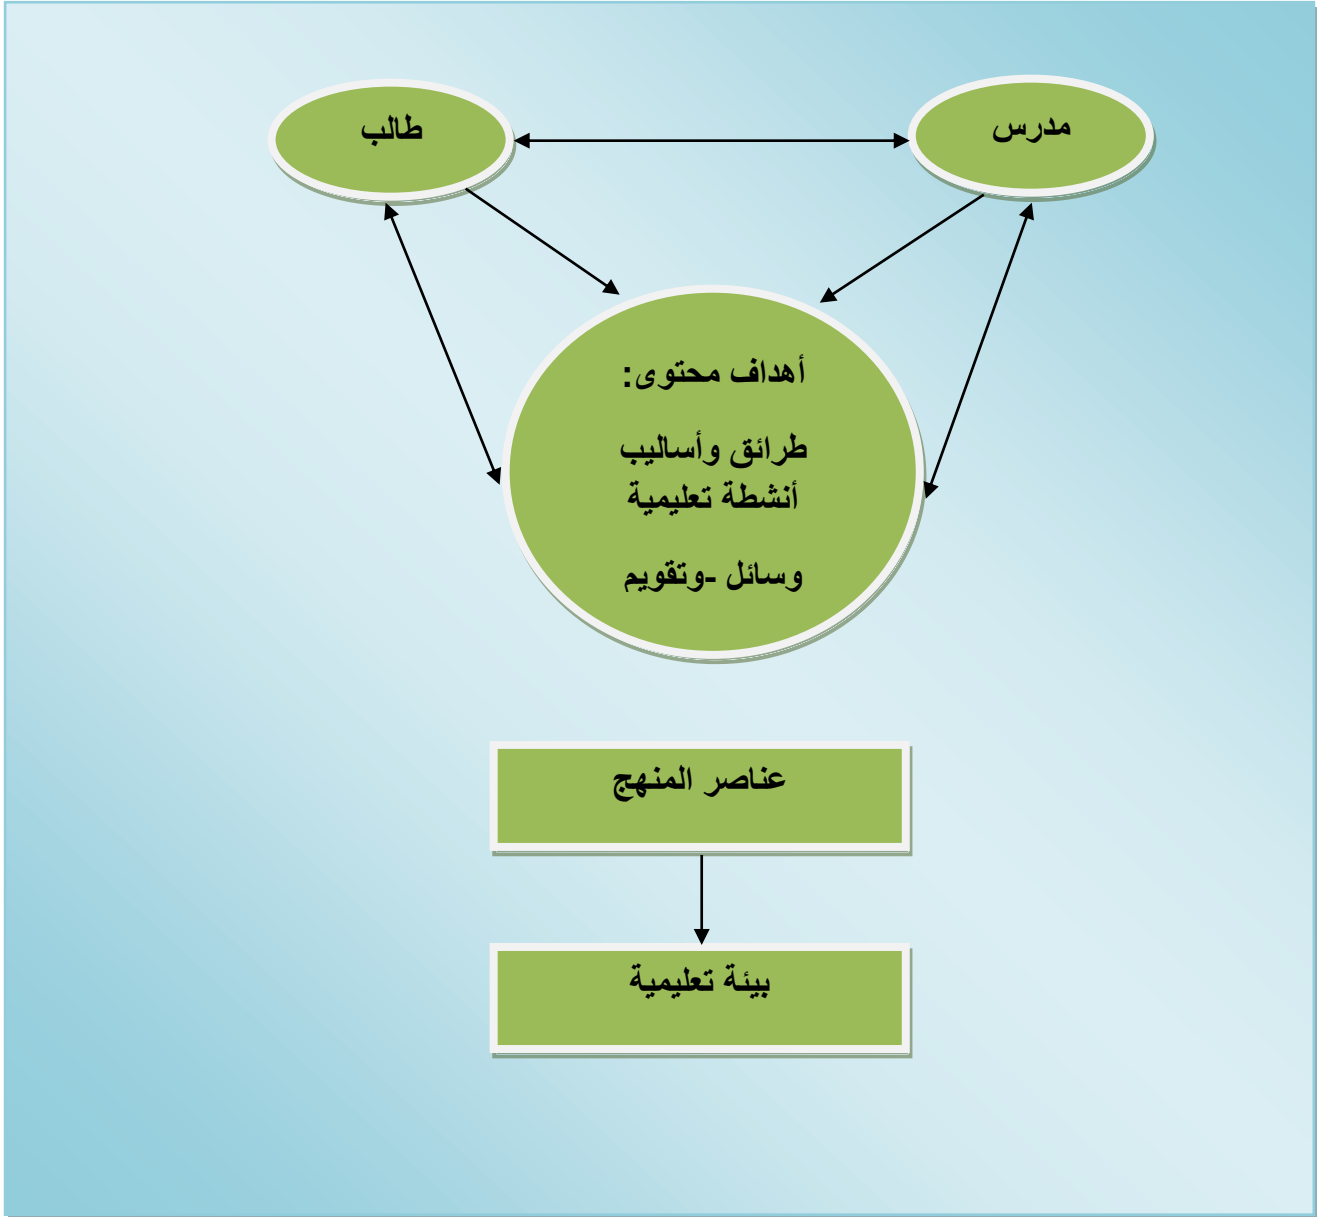 مدرس
طالب
أهداف محتوى:
طرائق وأساليب
أنشطة تعليمية
وسائل -وتقويم
عناصر المنهج
بيئة تعليمية